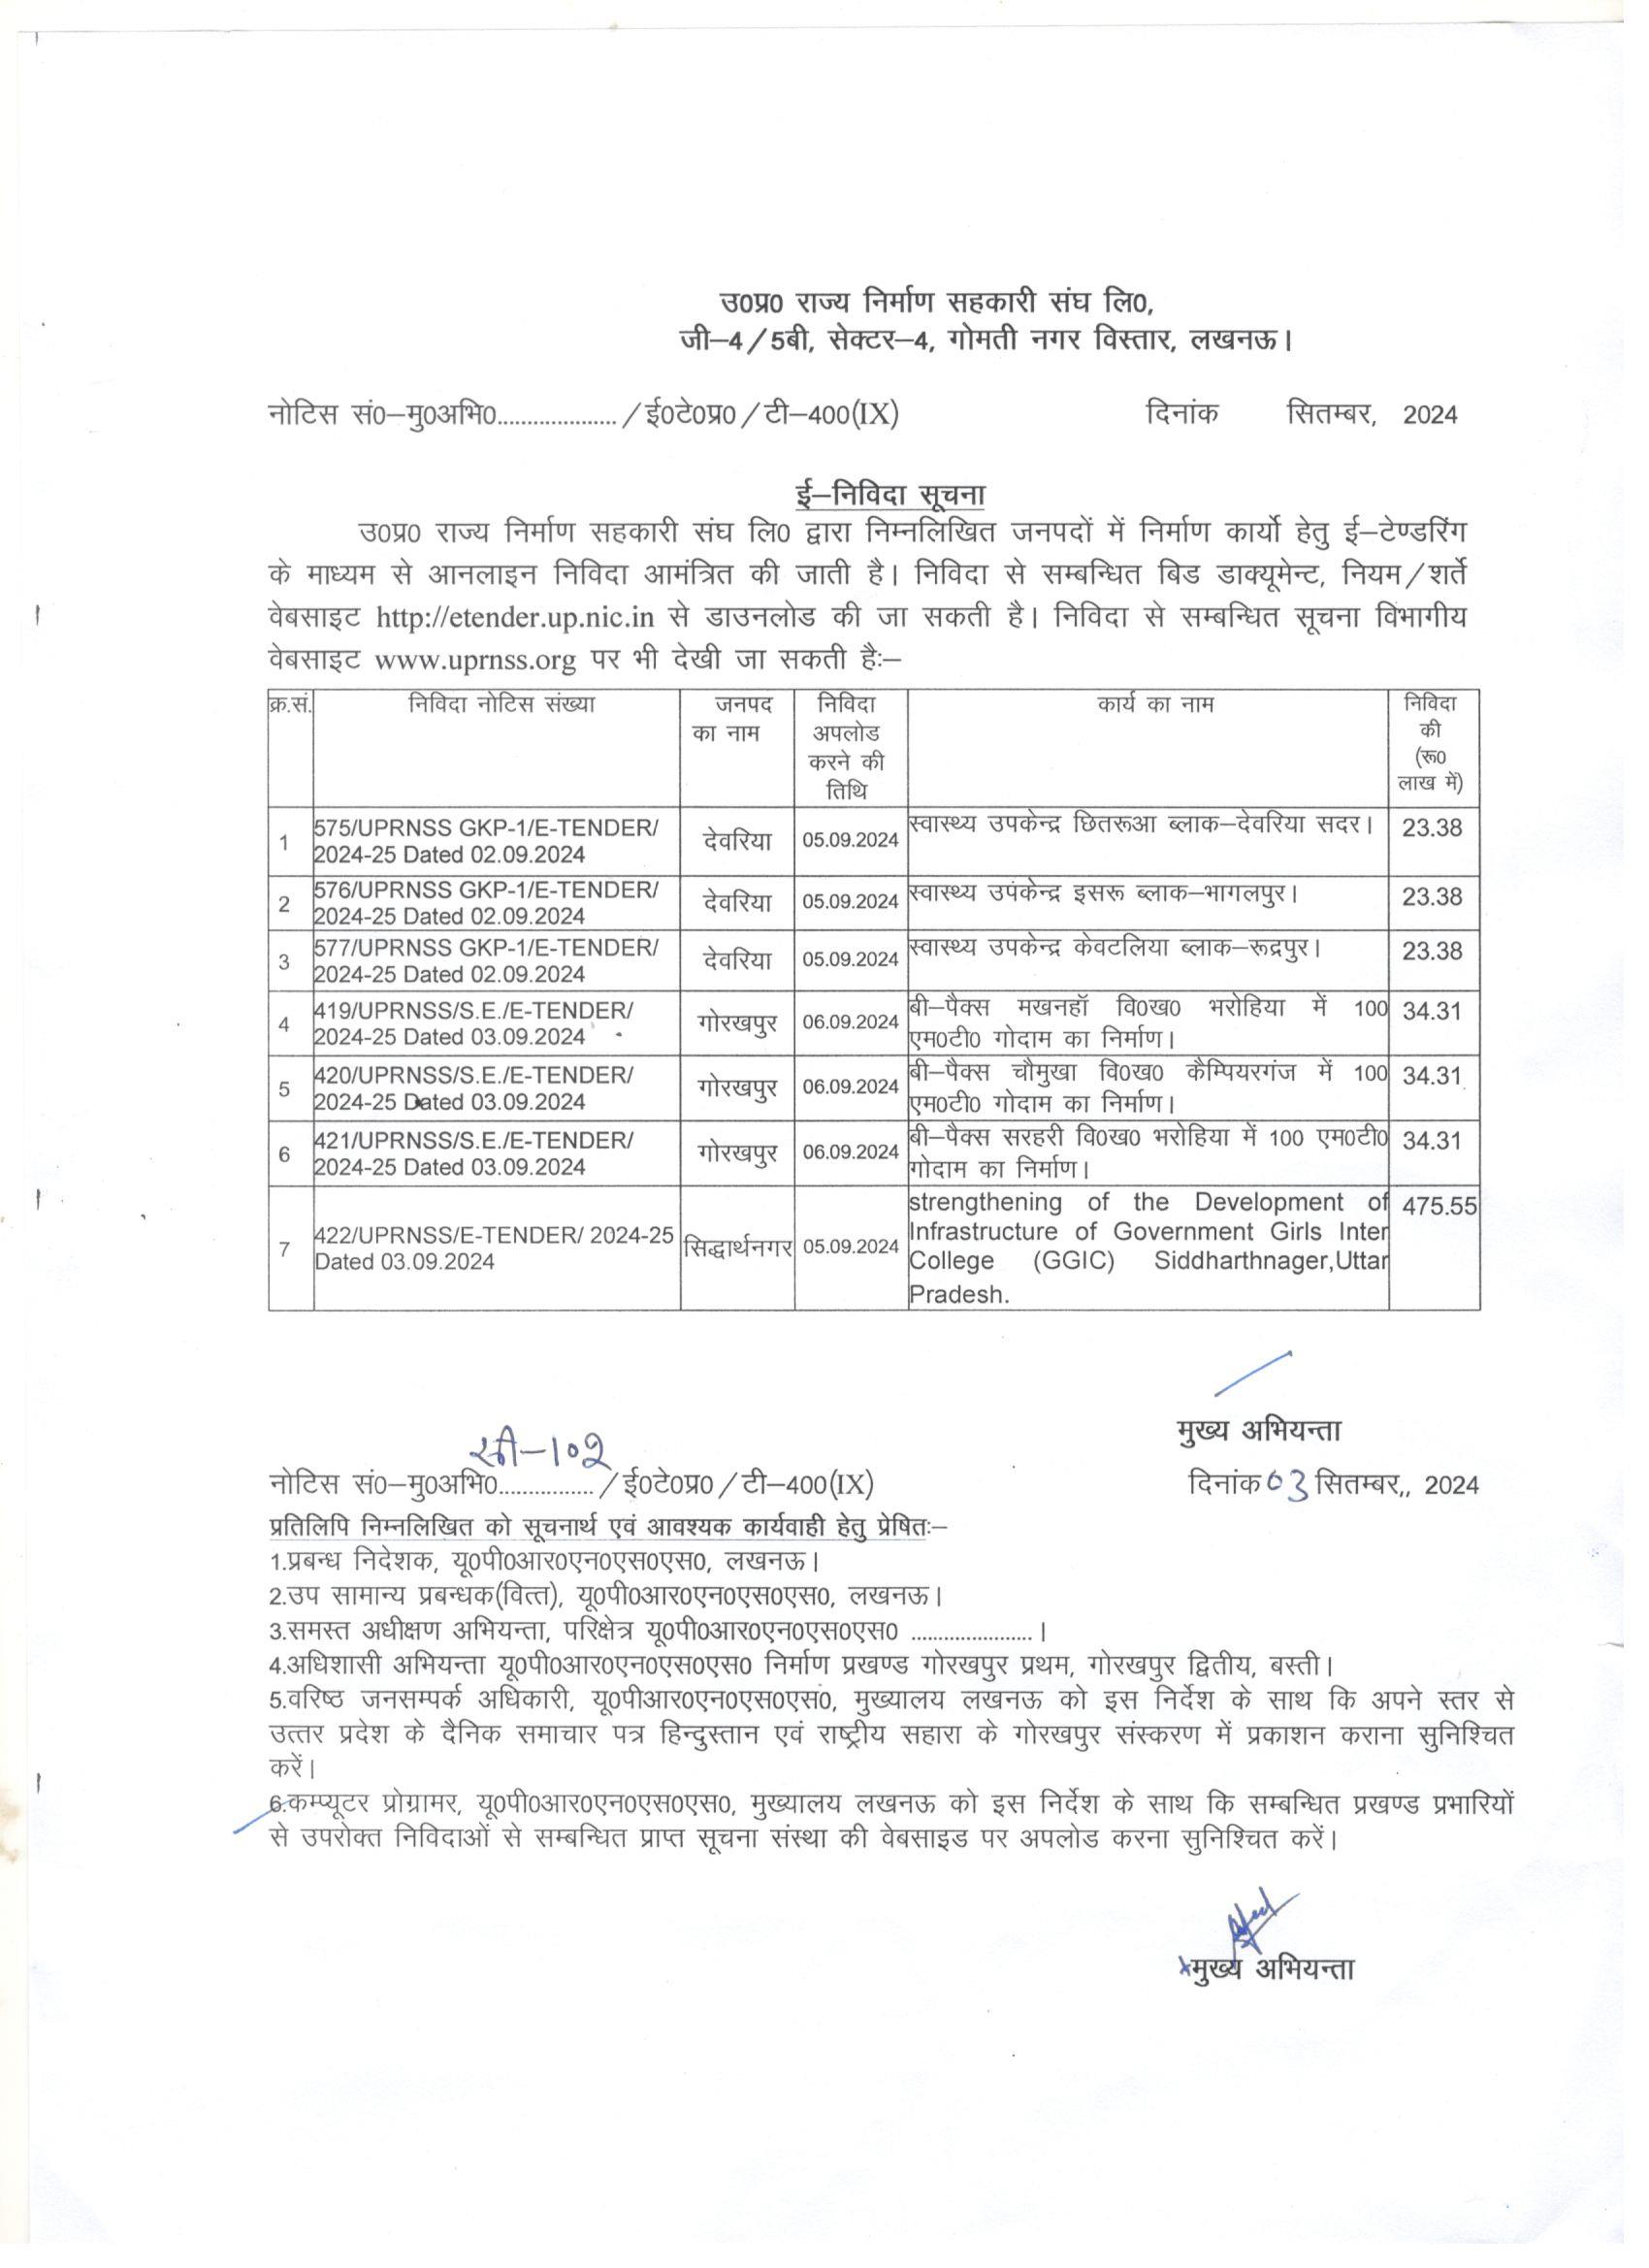 उ0प्र0 राज्य निर्माण सहकारी संघ लि0,
जी–4/5बी, सेक्टर–4, गोमती नगर विस्तार, लखनऊ।
नोटिस सं0–मु0अभि0.................... /ई0टे0प्र0/टी–400(IX) दिनांक सितम्बर, 2024
ई–निविदा सूचना
उ0प्र0 राज्य निर्माण सहकारी संघ लि0 द्वारा निम्नलिखित जनपदों में निर्माण कार्यो हेतु ई–टेण्डरिंग
के माध्यम से आनलाइन निविदा आमंत्रित की जाती है। निविदा से सम्बन्धित बिड डाक्यूमेन्ट, नियम/शर्ते
वेबसाइट http://etender.up.nic.in से डाउनलोड की जा सकती है। निविदा से सम्बन्धित सूचना विभागीय
वेबसाइट www.uprnss.org पर भी देखी जा सकती हैः–
क्र.सं. निविदा नोटिस संख्या जनपद का नाम निविदा अपलोड करने की तिथि कार्य का नाम निविदा की (रू0 लाख में)
1 575/UPRNSS GKP-1/E-TENDER/ देवरिया 05.09.2024 स्वास्थ्य उपकेन्द्र छितरूआ ब्लाक–देवरिया सदर। 23.38
2024-25 Dated 02.09.2024
2 576/UPRNSS GKP-1/E-TENDER/ देवरिया 05.09.2024 स्वास्थ्य उपकेन्द्र इसरू ब्लाक–भागलपुर। 23.38
2024-25 Dated 02.09.2024
3 577/UPRNSS GKP-1/E-TENDER/ देवरिया 05.09.2024 स्वास्थ्य उपकेन्द्र केवटलिया ब्लाक–रूद्रपुर। 23.38
2024-25 Dated 02.09.2024
4 419/UPRNSS/S.E./E-TENDER/ गोरखपुर 06.09.2024 बी–पैक्स मखनहॉ वि0ख0 भरोहिया में 100 34.31
2024-25 Dated 03.09.2024 एम0टी0 गोदाम का निर्माण।
5 420/UPRNSS/S.E./E-TENDER/ गोरखपुर 06.09.2024 बी–पैक्स चौमुखा वि0ख0 कैम्पियरगंज में 100 34.31
2024-25 Dated 03.09.2024 एम0टी0 गोदाम का निर्माण।
6 421/UPRNSS/S.E./E-TENDER/ गोरखपुर 06.09.2024 बी–पैक्स सरहरी वि0ख0 भरोहिया में 100 एम0टी0 34.31
2024-25 Dated 03.09.2024 गोदाम का निर्माण।
7 422/UPRNSS/E-TENDER/ 2024-25 सिद्धार्थनगर 05.09.2024 strengthening of the Development of 475.55
Dated 03.09.2024 Infrastructure of Government Girls Inter
College (GGIC) Siddharthnager,Uttar
Pradesh.
मुख्य अभियन्ता
सी–102
नोटिस सं0–मु0अभि0................ /ई0टे0प्र0/टी–400(IX) दिनांक 03 सितम्बर,, 2024
प्रतिलिपि निम्नलिखित को सूचनार्थ एवं आवश्यक कार्यवाही हेतु प्रेषितः–
1.प्रबन्ध निदेशक, यू0पी0आर0एन0एस0एस0, लखनऊ।
2.उप सामान्य प्रबन्धक(वित्त), यू0पी0आर0एन0एस0एस0, लखनऊ।
3.समस्त अधीक्षण अभियन्ता, परिक्षेत्र यू0पी0आर0एन0एस0एस0 ...................... ।
4.अधिशासी अभियन्ता यू0पी0आर0एन0एस0एस0 निर्माण प्रखण्ड गोरखपुर प्रथम, गोरखपुर द्वितीय, बस्ती।
5.वरिष्ठ जनसम्पर्क अधिकारी, यू0पीआर0एन0एस0एस0, मुख्यालय लखनऊ को इस निर्देश के साथ कि अपने स्तर से
उत्तर प्रदेश के दैनिक समाचार पत्र हिन्दुस्तान एवं राष्ट्रीय सहारा के गोरखपुर संस्करण में प्रकाशन कराना सुनिश्चित
करें।
6.कम्प्यूटर प्रोग्रामर, यू0पी0आर0एन0एस0एस0, मुख्यालय लखनऊ को इस निर्देश के साथ कि सम्बन्धित प्रखण्ड प्रभारियों
से उपरोक्त निविदाओं से सम्बन्धित प्राप्त सूचना संस्था की वेबसाइड पर अपलोड करना सुनिश्चित करें।
मुख्य अभियन्ता